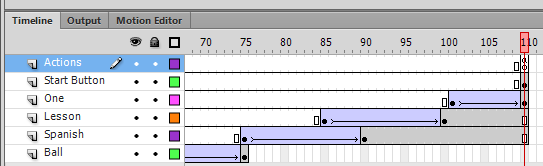 Timeline Output Motion Editor
70 75 80 85 90 95 100 105 110
Actions
Start Button
One
Lesson
Spanish
Ball